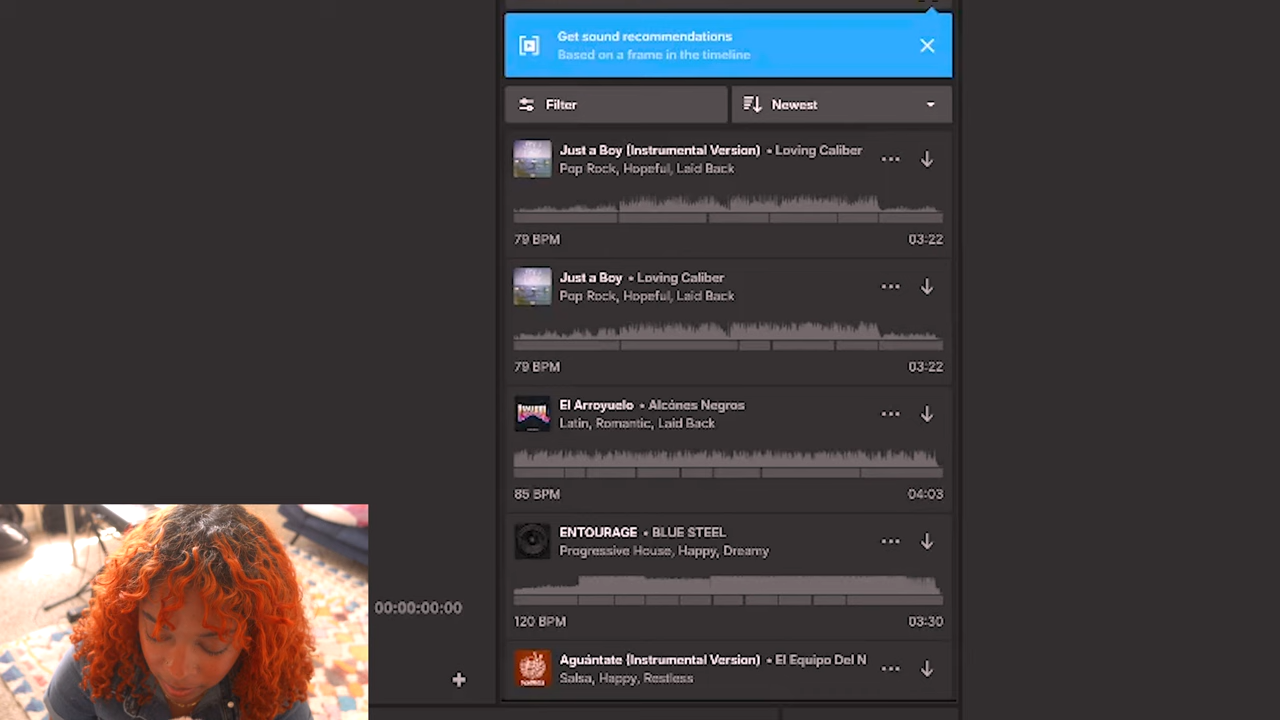 Get sound recommendations
Based on a frame in the timeline
Filter
Newest
Just a Boy (Instrumental Version) • Loving Caliber
Pop Rock, Hopeful, Laid Back
79 BPM
03:22
Just a Boy • Loving Caliber
Pop Rock, Hopeful, Laid Back
79 BPM
03:22
El Arroyuelo • Alcónes Negros
Latin, Romantic, Laid Back
85 BPM
04:03
ENTOURAGE • BLUE STEEL
Progressive House, Happy, Dreamy
120 BPM
03:30
Aguántate (Instrumental Version) • El Equipo Del N
Salsa, Happy, Restless
00:00:00:00